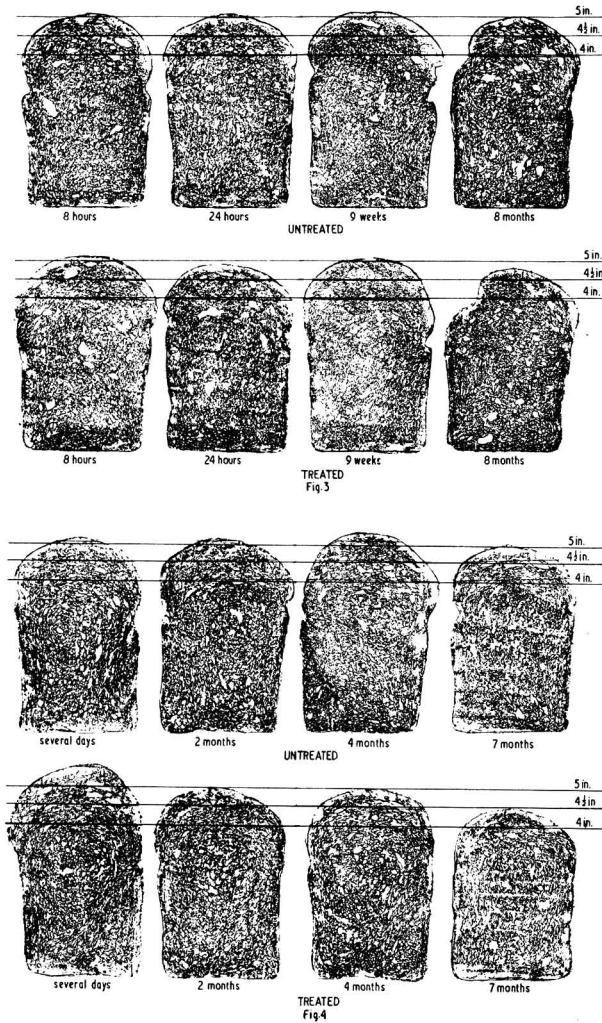 5 in.
4½ in.
4 in.
8 hours 24 hours 9 weeks 8 months
UNTREATED
5 in.
4½ in
4 in.
8 hours 24 hours 9 weeks 8 months
TREATED
Fig.3
5 in.
4½ in.
4 in.
several days 2 months 4 months 7 months
UNTREATED
5 in.
4½ in
4 in.
several days 2 months 4 months 7 months
TREATED
Fig.4